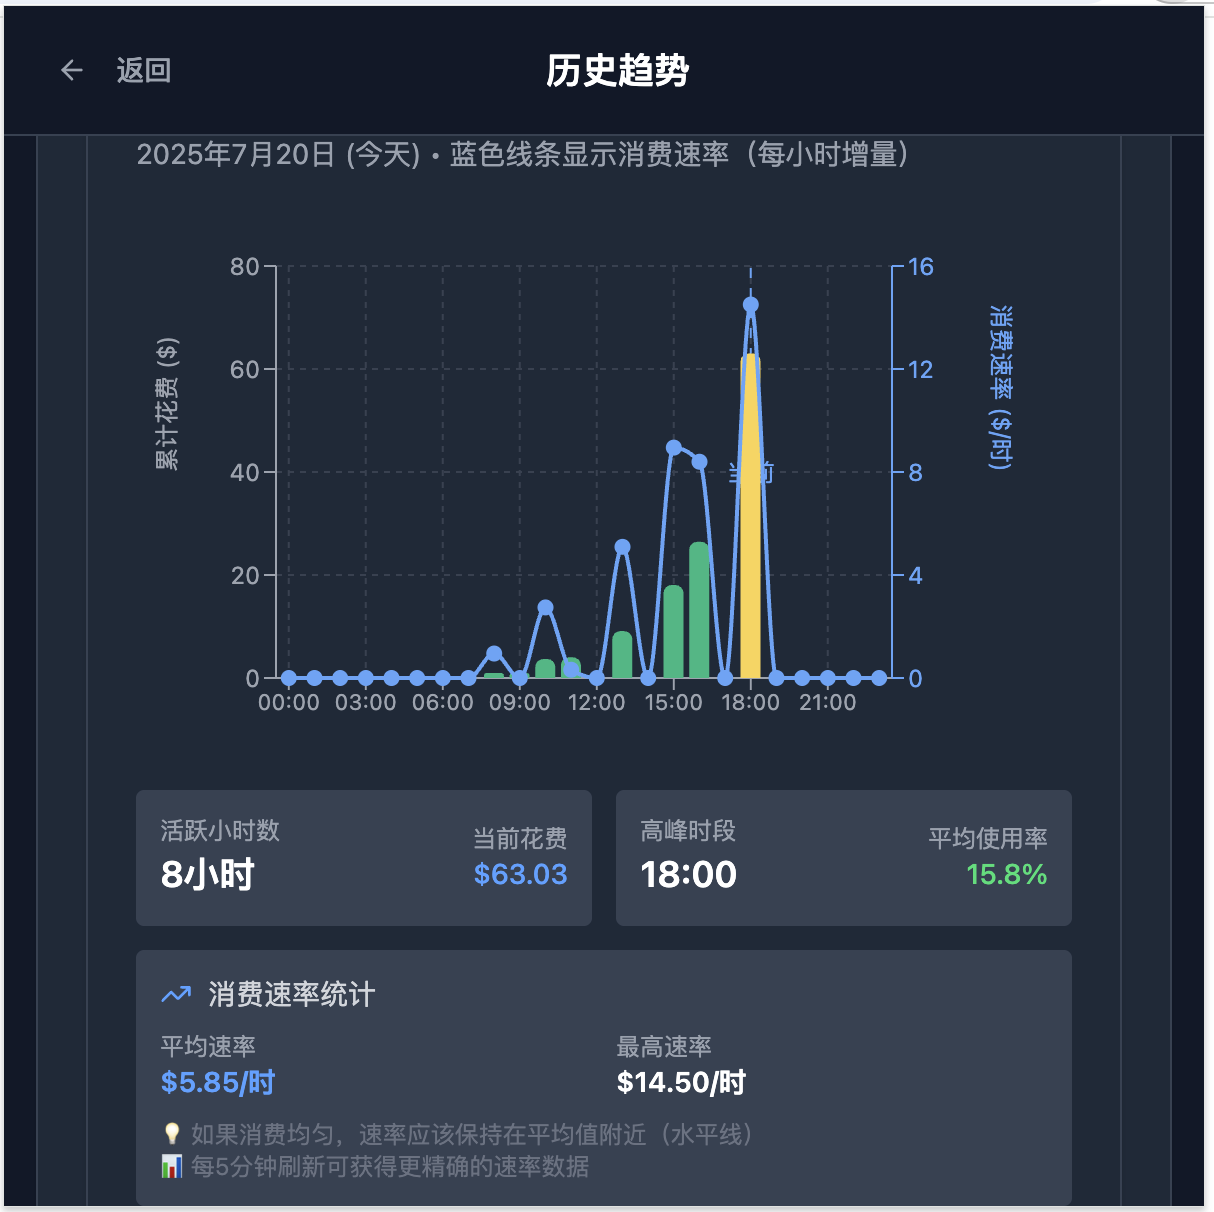 返回
历史趋势
2025年7月20日 (今天) • 蓝色线条显示消费速率（每小时增量）
累计花费 ($)
80
60
40
20
0
16
12
8
4
0
消费速率 ($/时)
当前
00:00 03:00 06:00 09:00 12:00 15:00 18:00 21:00
活跃小时数
8小时
当前花费
$63.03
高峰时段
18:00
平均使用率
15.8%
消费速率统计
平均速率
$5.85/时
最高速率
$14.50/时
💡 如果消费均匀，速率应该保持在平均值附近（水平线）
📊 每5分钟刷新可获得更精确的速率数据